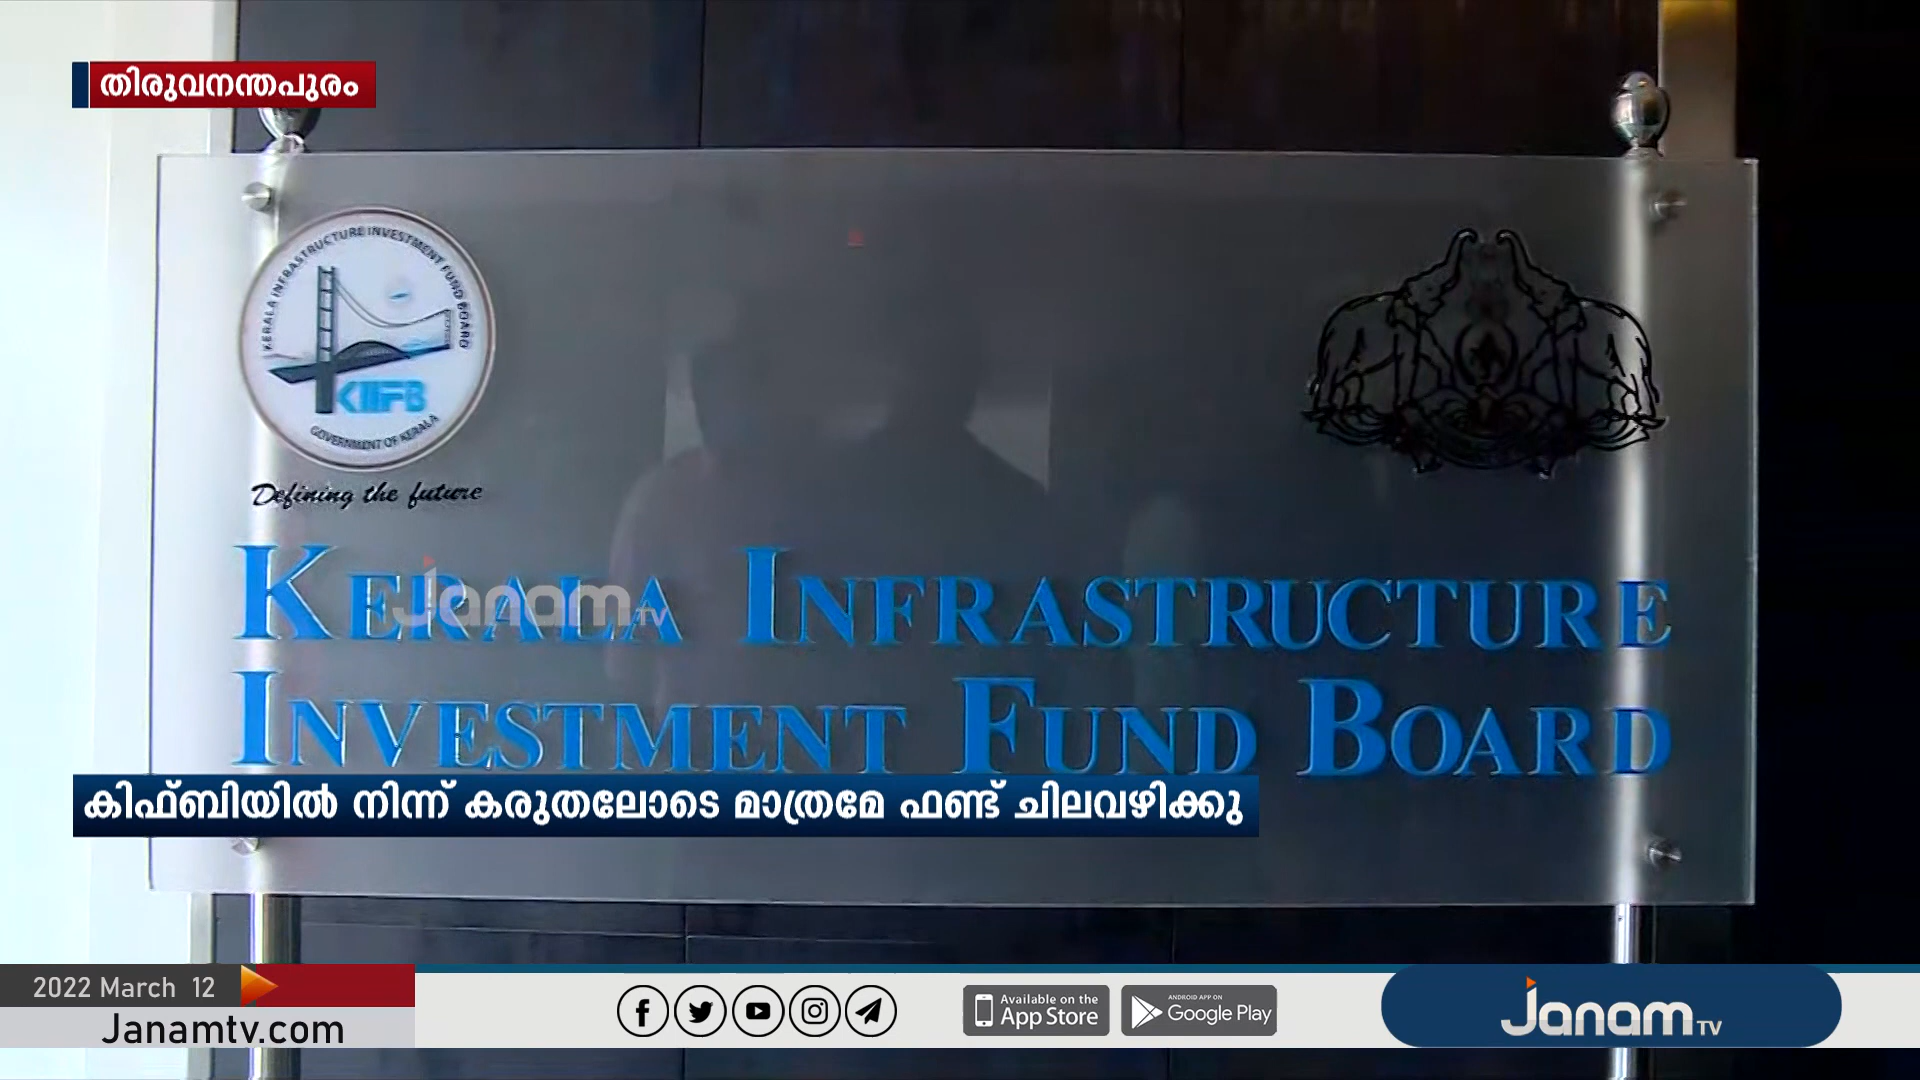 തിരുവനന്തപുരം
KERALA INFRASTRUCTURE INVESTMENT FUND BOARD
KIIFB
GOVERNMENT OF KERALA
Defining the future
KERALA INFRASTRUCTURE
Janam TV
INVESTMENT FUND BOARD
കിഫ്ബിയിൽ നിന്ന് കരുതലോടെ മാത്രമേ ഫണ്ട് ചിലവഴിക്കു
2022 March 12
Janamtv.com
Available on the
App Store
ANDROID APP ON
Google Play
Janam TV